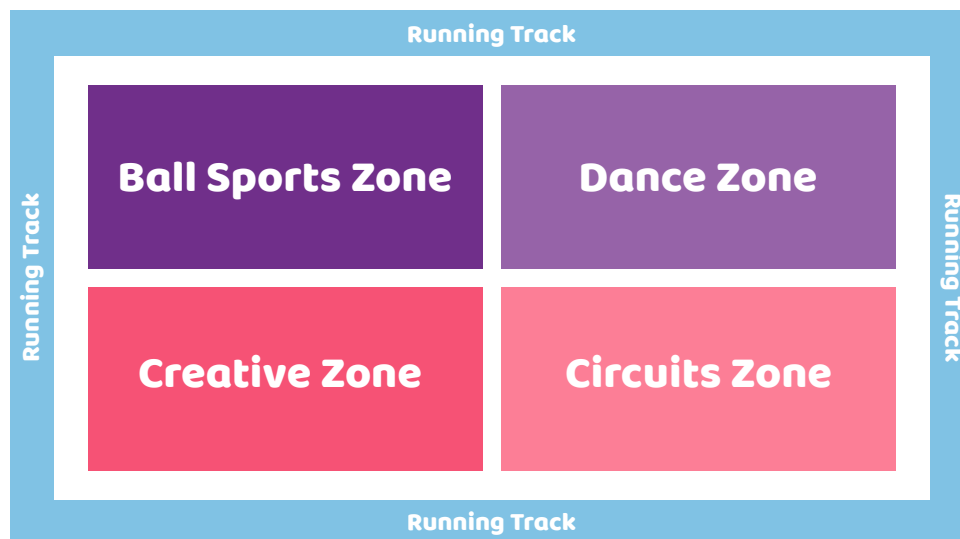 Running Track
Ball Sports Zone
Dance Zone
Running Track
Running Track
Creative Zone
Circuits Zone
Running Track